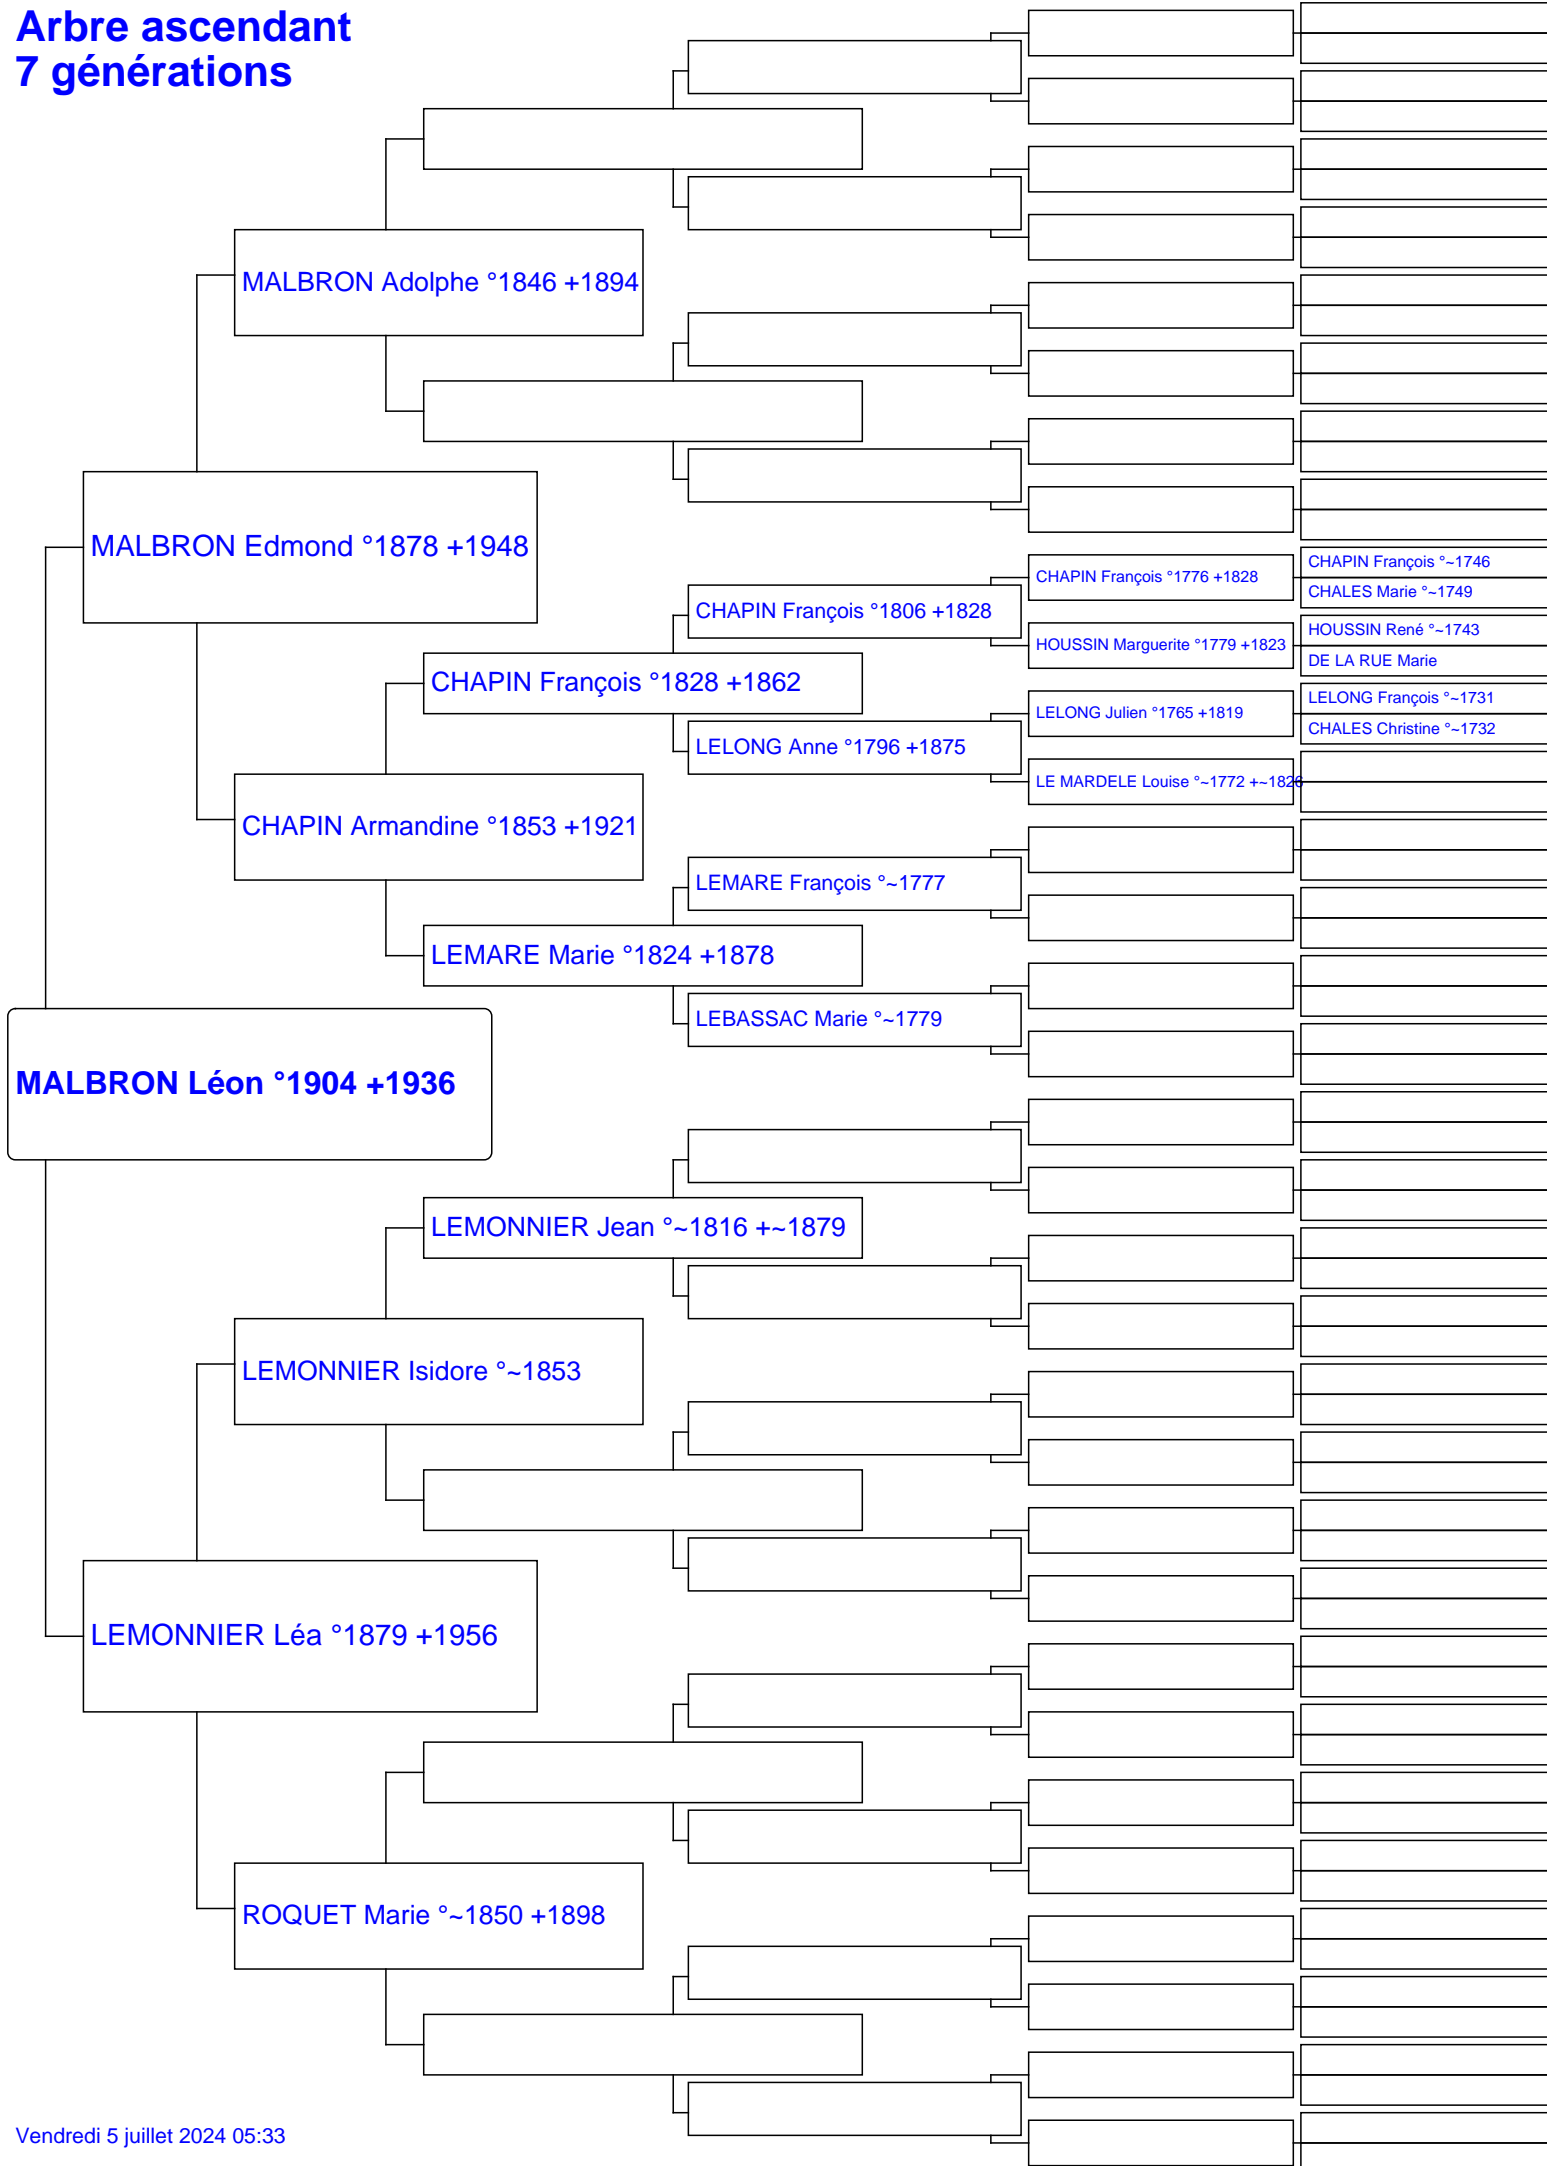 Arbre ascendant
7 générations
MALBRON Adolphe °1846 +1894
MALBRON Edmond °1878 +1948
CHAPIN François °~1746
CHAPIN François °1776 +1828
CHALES Marie °~1749
CHAPIN François °1806 +1828
HOUSSIN René °~1743
HOUSSIN Marguerite °1779 +1823
DE LA RUE Marie
CHAPIN François °1828 +1862
LELONG François °~1731
LELONG Julien °1765 +1819
CHALES Christine °~1732
LELONG Anne °1796 +1875
LE MARDELE Louise °~1772 +~1826
CHAPIN Armandine °1853 +1921
LEMARE François °~1777
LEMARE Marie °1824 +1878
LEBASSAC Marie °~1779
MALBRON Léon °1904 +1936
LEMONNIER Jean °~1816 +~1879
LEMONNIER Isidore °~1853
LEMONNIER Léa °1879 +1956
ROQUET Marie °~1850 +1898
Vendredi 5 juillet 2024 05:33